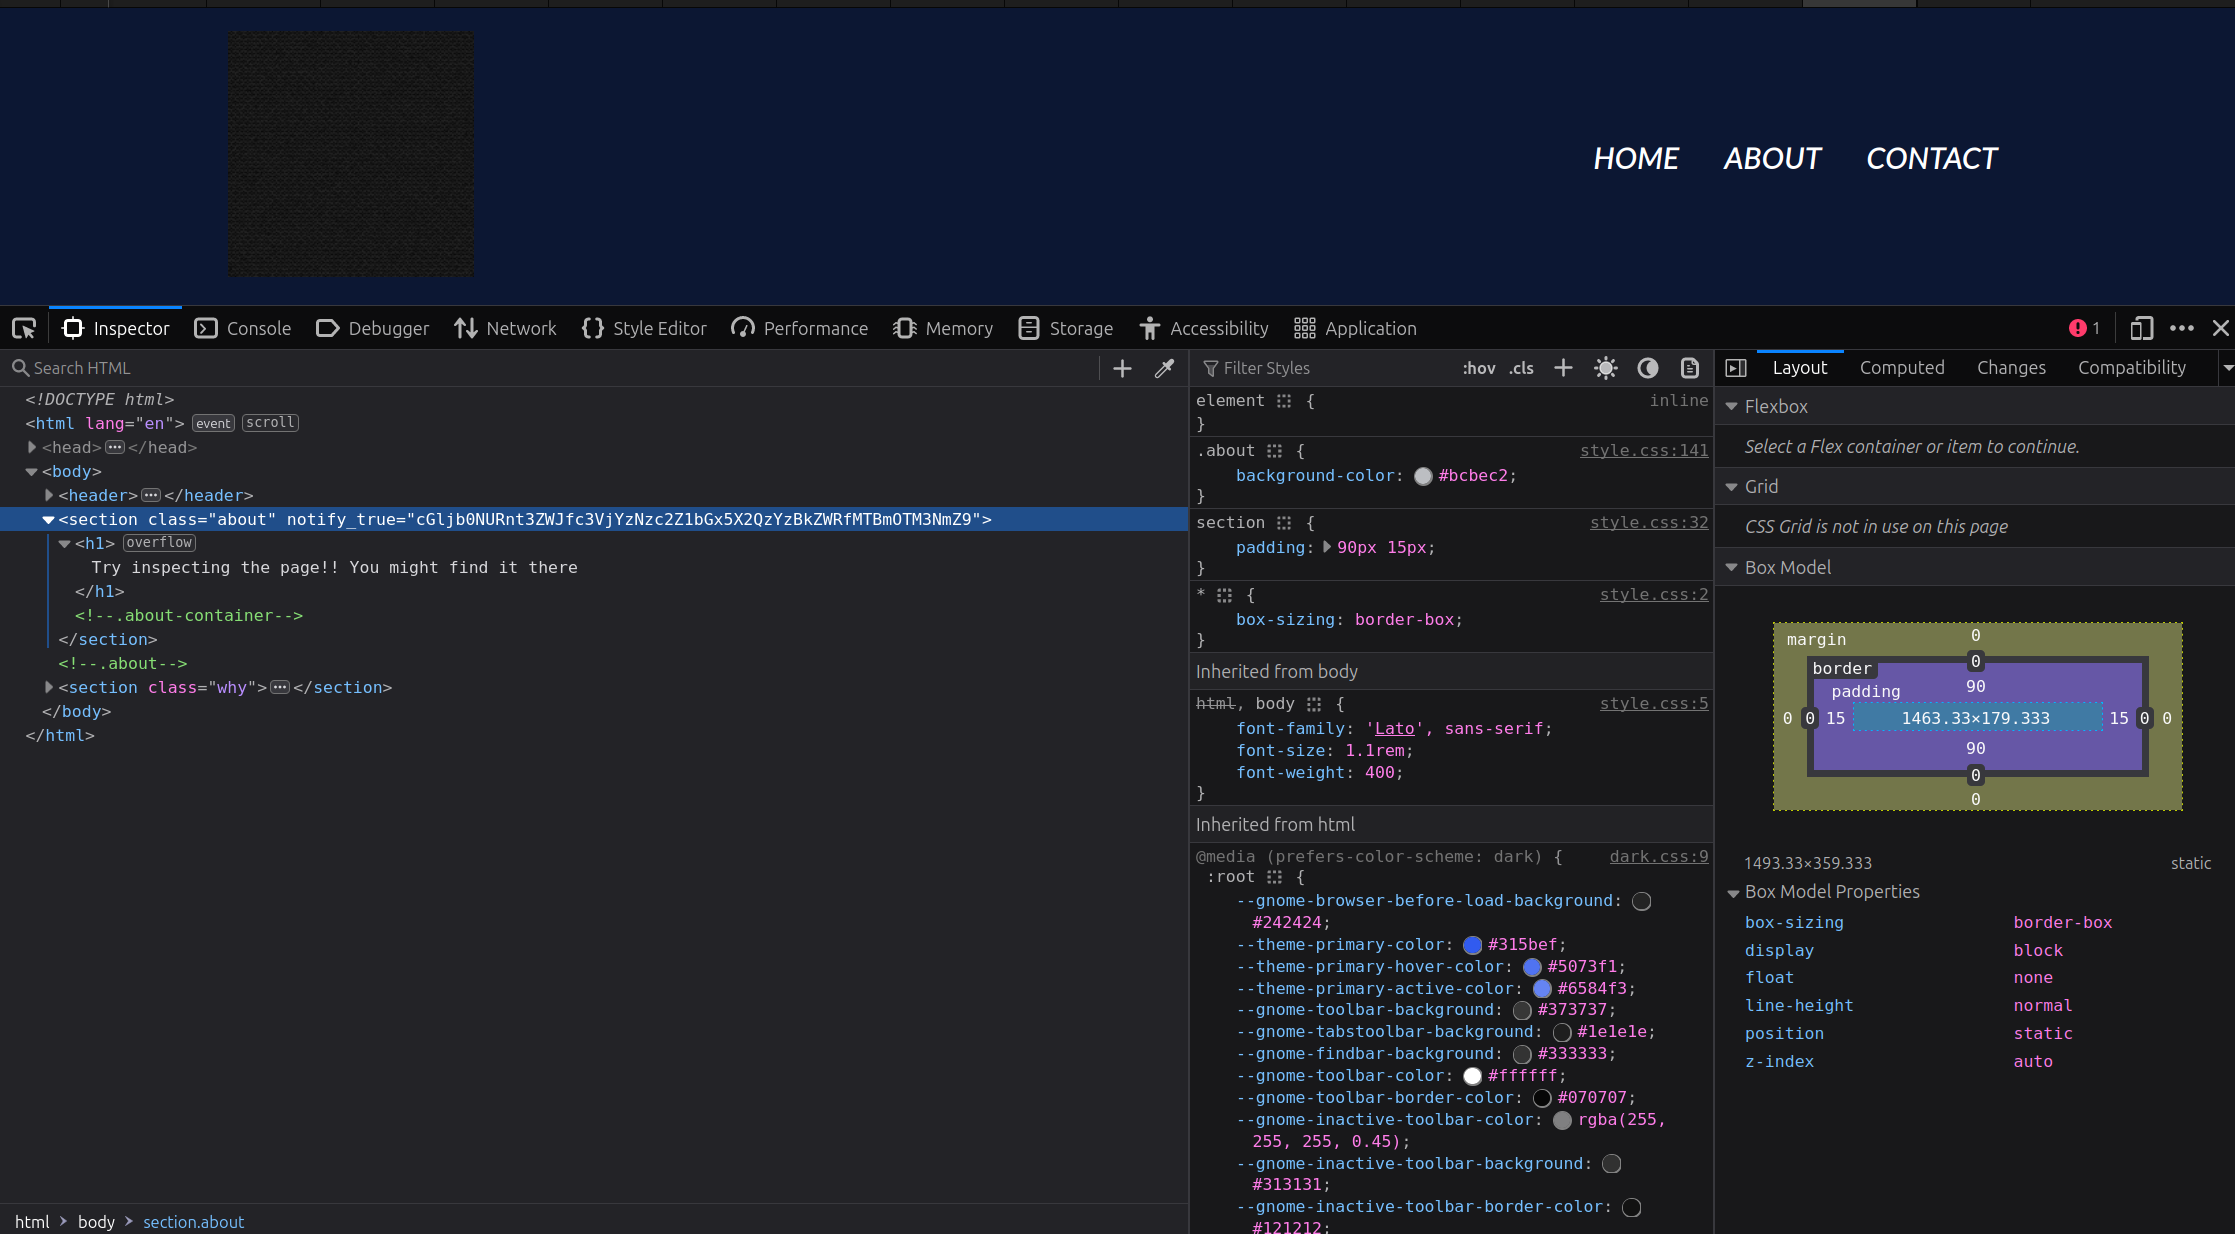 HOME ABOUT CONTACT
Inspector Console Debugger Network Style Editor Performance Memory Storage Accessibility Application 1
Search HTML
<!DOCTYPE html>
<html lang="en"> event scroll
<head> </head>
<body>
<header> </header>
<section class="about" notify_true="cGljb0NURnt3ZWJfc3VjYzNzc2Z1bGx5X2QzYzBkZWRfMTBmOTM3NmZ9">
<h1> overflow
Try inspecting the page!! You might find it there
</h1>
<!--.about-container-->
</section>
<!--.about-->
<section class="why"> </section>
</body>
</html>
html > body > section.about
Filter Styles :hov .cls
element { inline
}
.about { style.css:141
background-color: #bcbec2;
}
section { style.css:32
padding: 90px 15px;
}
* { style.css:2
box-sizing: border-box;
}
Inherited from body
html, body { style.css:5
font-family: 'Lato', sans-serif;
font-size: 1.1rem;
font-weight: 400;
}
Inherited from html
@media (prefers-color-scheme: dark) { dark.css:9
:root {
--gnome-browser-before-load-background:
#242424;
--theme-primary-color: #315bef;
--theme-primary-hover-color: #5073f1;
--theme-primary-active-color: #6584f3;
--gnome-toolbar-background: #373737;
--gnome-tabstoolbar-background: #1e1e1e;
--gnome-findbar-background: #333333;
--gnome-toolbar-color: #ffffff;
--gnome-toolbar-border-color: #070707;
--gnome-inactive-toolbar-color: rgba(255,
255, 255, 0.45);
--gnome-inactive-toolbar-background:
#313131;
--gnome-inactive-toolbar-border-color:
#121212;
Layout Computed Changes Compatibility
Flexbox
Select a Flex container or item to continue.
Grid
CSS Grid is not in use on this page
Box Model
margin 0
border 0
padding 90
0 0 15 1463.33×179.333 15 0 0
90
0
0
1493.33×359.333 static
Box Model Properties
box-sizing border-box
display block
float none
line-height normal
position static
z-index auto